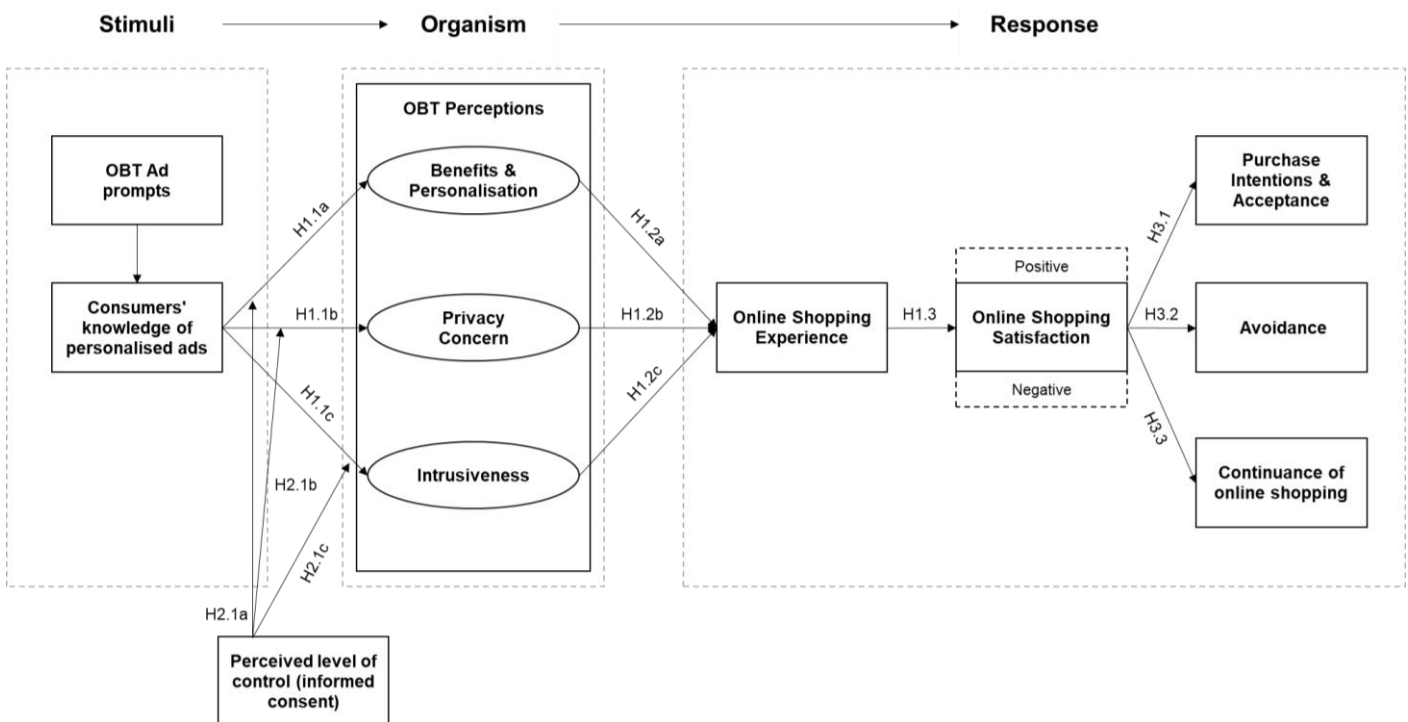 Stimuli
Organism
Response
OBT Perceptions
OBT Ad
prompts
Benefits &
Personalisation
Purchase
Intentions &
Acceptance
H1.1a
H1.2a
H3.1
Positive
Consumers'
knowledge of
personalised ads
H1.1b
Privacy
Concern
H1.2b
Online Shopping
Experience
H1.3
Online Shopping
Satisfaction
H3.2
Avoidance
Negative
H1.1c
H1.2c
H3.3
H2.1b
Intrusiveness
Continuance of
online shopping
H2.1c
H2.1a
Perceived level of
control (informed
consent)